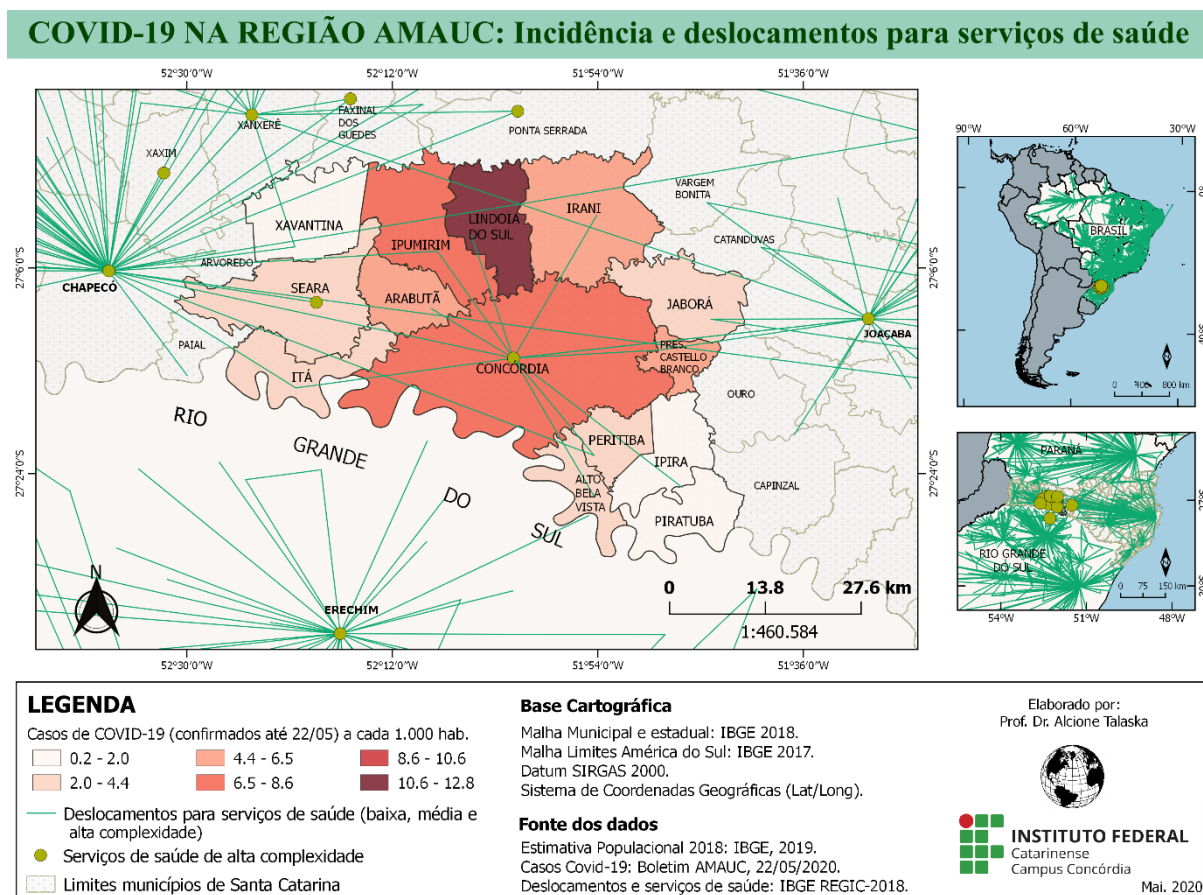 COVID-19 NA REGIÃO AMAUC: Incidência e deslocamentos para serviços de saúde
52°30'0"W
52°12'0"W
51°54'0"W
51°36'0"W
27°6'0"S
27°24'0"S
XANXERÊ
FAXINAL
DOS
GUEDES
PONTA SERRADA
XAXIM
VARGEM
BONITA
XAVANTINA
LINDOIA
DO SUL
IRANI
IPUMIRIM
CATANDUVAS
ARVOREDO
CHAPECÓ
SEARA
ARABUTÃ
JABORÁ
JOAÇABA
PAIAL
ITÁ
CONCÓRDIA
PRES.
CASTELLO
BRANCO
OURO
RIO
GRANDE
DO
SUL
PERITIBA
IPIRA
ALTO
BELA
VISTA
CAPINZAL
PIRATUBA
ERECHIM
N
0 13.8 27.6 km
1:460.584
27°6'0"S
27°24'0"S
52°30'0"W
52°12'0"W
51°54'0"W
51°36'0"W
90°W
60°W
30°W
BRASIL
40°S
0 400 800 km
PARANÁ
27°S
RIO GRANDE
DO SUL
30°S
0 75 150 km
54°W
51°W
48°W
LEGENDA
Casos de COVID-19 (confirmados até 22/05) a cada 1.000 hab.
0.2 - 2.0
4.4 - 6.5
8.6 - 10.6
2.0 - 4.4
6.5 - 8.6
10.6 - 12.8
Deslocamentos para serviços de saúde (baixa, média e
alta complexidade)
Serviços de saúde de alta complexidade
Limites municípios de Santa Catarina
Base Cartográfica
Malha Municipal e estadual: IBGE 2018.
Malha Limites América do Sul: IBGE 2017.
Datum SIRGAS 2000.
Sistema de Coordenadas Geográficas (Lat/Long).
Fonte dos dados
Estimativa Populacional 2018: IBGE, 2019.
Casos Covid-19: Boletim AMAUC, 22/05/2020.
Deslocamentos e serviços de saúde: IBGE REGIC-2018.
Elaborado por:
Prof. Dr. Alcione Talaska
INSTITUTO FEDERAL
Catarinense
Campus Concórdia
Mai. 2020